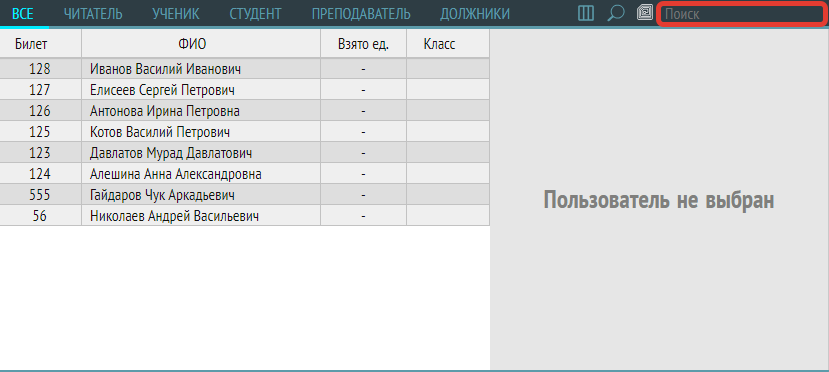 ВСЕ ЧИТАТЕЛЬ УЧЕНИК СТУДЕНТ ПРЕПОДАВАТЕЛЬ ДОЛЖНИКИ Поиск
Билет ФИО Взято ед. Класс
128 Иванов Василий Иванович -
127 Елисеев Сергей Петрович -
126 Антонова Ирина Петровна -
125 Котов Василий Петрович -
123 Давлатов Мурад Давлатович -
124 Алешина Анна Александровна -
555 Гайдаров Чук Аркадьевич -
56 Николаев Андрей Васильевич -
Пользователь не выбран